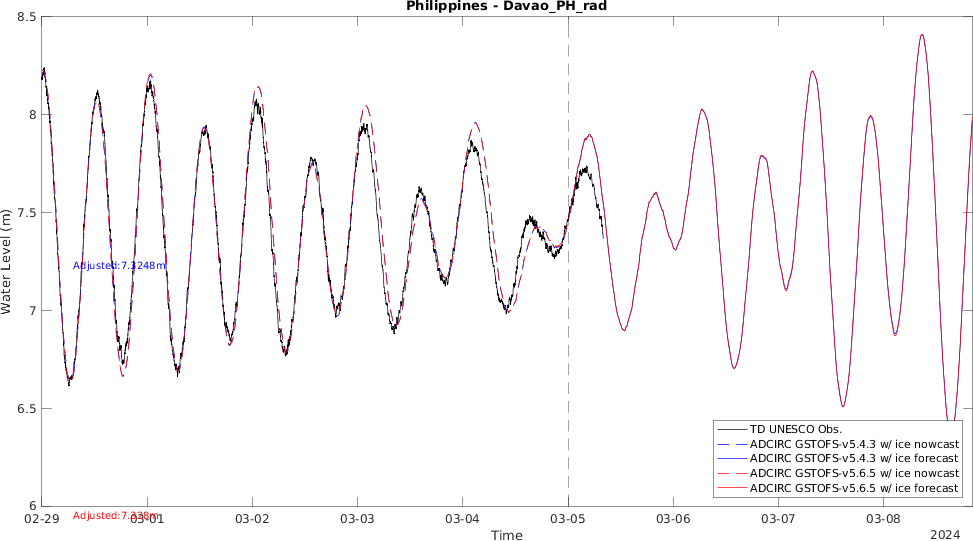 Philippines - Davao_PH_rad
8.5
8
7.5
7
6.5
6
Water Level (m)
Adjusted:7.3248m
Adjusted:7.328m
02-29
03-01
03-02
03-03
03-04
03-05
03-06
03-07
03-08
Time
2024
TD UNESCO Obs.
ADCIRC GSTOFS-v5.4.3 w/ ice nowcast
ADCIRC GSTOFS-v5.4.3 w/ ice forecast
ADCIRC GSTOFS-v5.6.5 w/ ice nowcast
ADCIRC GSTOFS-v5.6.5 w/ ice forecast